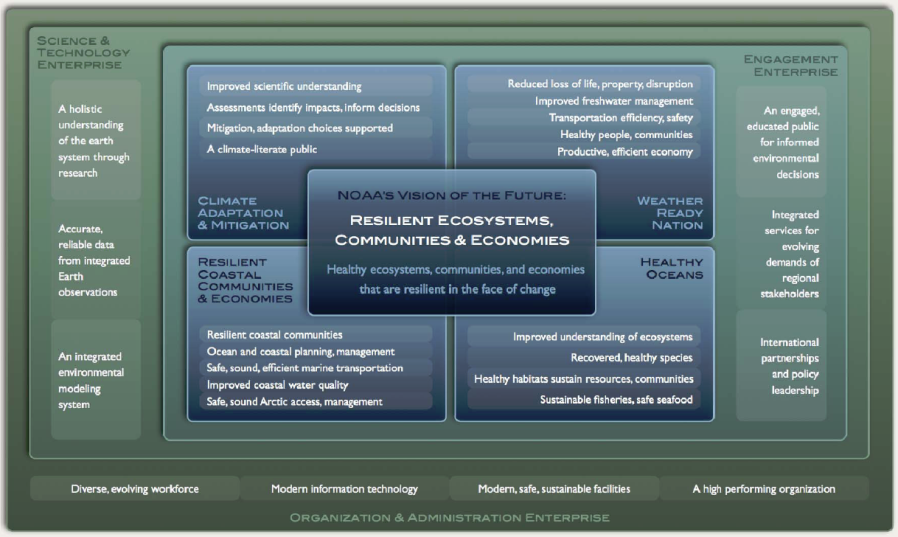 SCIENCE &
TECHNOLOGY
ENTERPRISE
A holistic
understanding
of the earth
system through
research
Accurate,
reliable data
from integrated
Earth
observations
An integrated
environmental
modeling
system
Improved scientific understanding
Assessments identify impacts, inform decisions
Mitigation, adaptation choices supported
A climate-literate public
CLIMATE
ADAPTATION
& MITIGATION
Reduced loss of life, property, disruption
Improved freshwater management
Transportation efficiency, safety
Healthy people, communities
Productive, efficient economy
WEATHER
READY
NATION
NOAA'S VISION OF THE FUTURE:
RESILIENT ECOSYSTEMS,
COMMUNITIES & ECONOMIES
Healthy ecosystems, communities, and economies
that are resilient in the face of change
RESILIENT
COASTAL
COMMUNITIES
& ECONOMIES
Resilient coastal communities
Ocean and coastal planning, management
Safe, sound, efficient marine transportation
Improved coastal water quality
Safe, sound Arctic access, management
HEALTHY
OCEANS
Improved understanding of ecosystems
Recovered, healthy species
Healthy habitats sustain resources, communities
Sustainable fisheries, safe seafood
ENGAGEMENT
ENTERPRISE
An engaged,
educated public
for informed
environmental
decisions
Integrated
services for
evolving
demands of
regional
stakeholders
International
partnerships
and policy
leadership
Diverse, evolving workforce
Modern information technology
Modern, safe, sustainable facilities
A high performing organization
ORGANIZATION & ADMINISTRATION ENTERPRISE